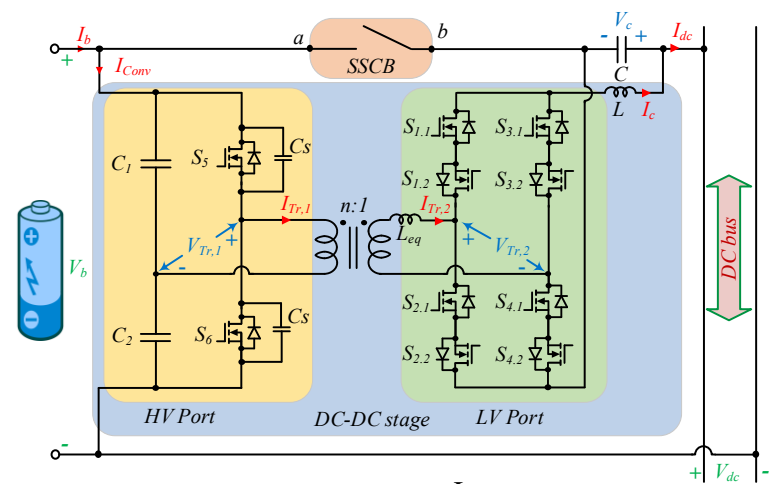 I_b
a
b
- V_c +
I_dc
+
I_Conv
SSCB
C
L
I_c
C_1
S_5
Cs
S_1.1
S_3.1
S_1.2
S_3.2
I_Tr,1
n:1
I_Tr,2
L_eq
V_b
V_Tr,1
+
-
+
V_Tr,2
-
DC bus
C_2
S_6
Cs
S_2.1
S_4.1
S_2.2
S_4.2
HV Port
DC-DC stage
LV Port
-
+ V_dc -